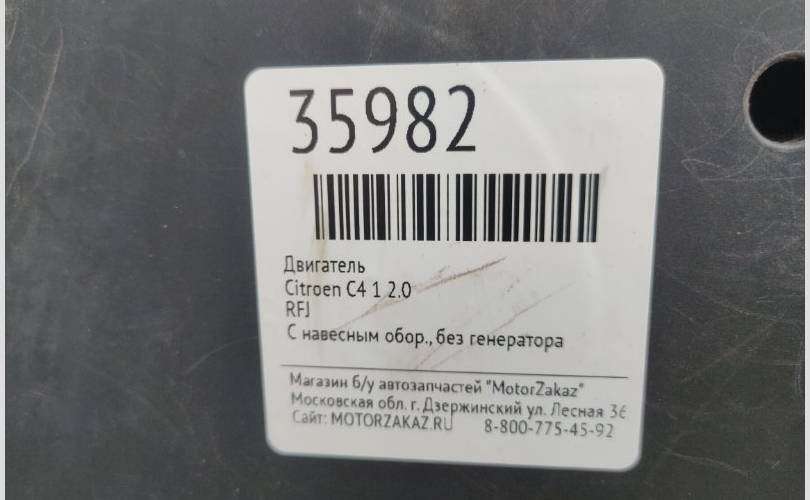 35982
Двигатель
Citroen C4 1 2.0
RFJ
С навесным обор., без генератора
Магазин б/у автозапчастей "MotorZakaz"
Московская обл. г. Дзержинский ул. Лесная 36
Сайт: MOTORZAKAZ.RU 8-800-775-45-92